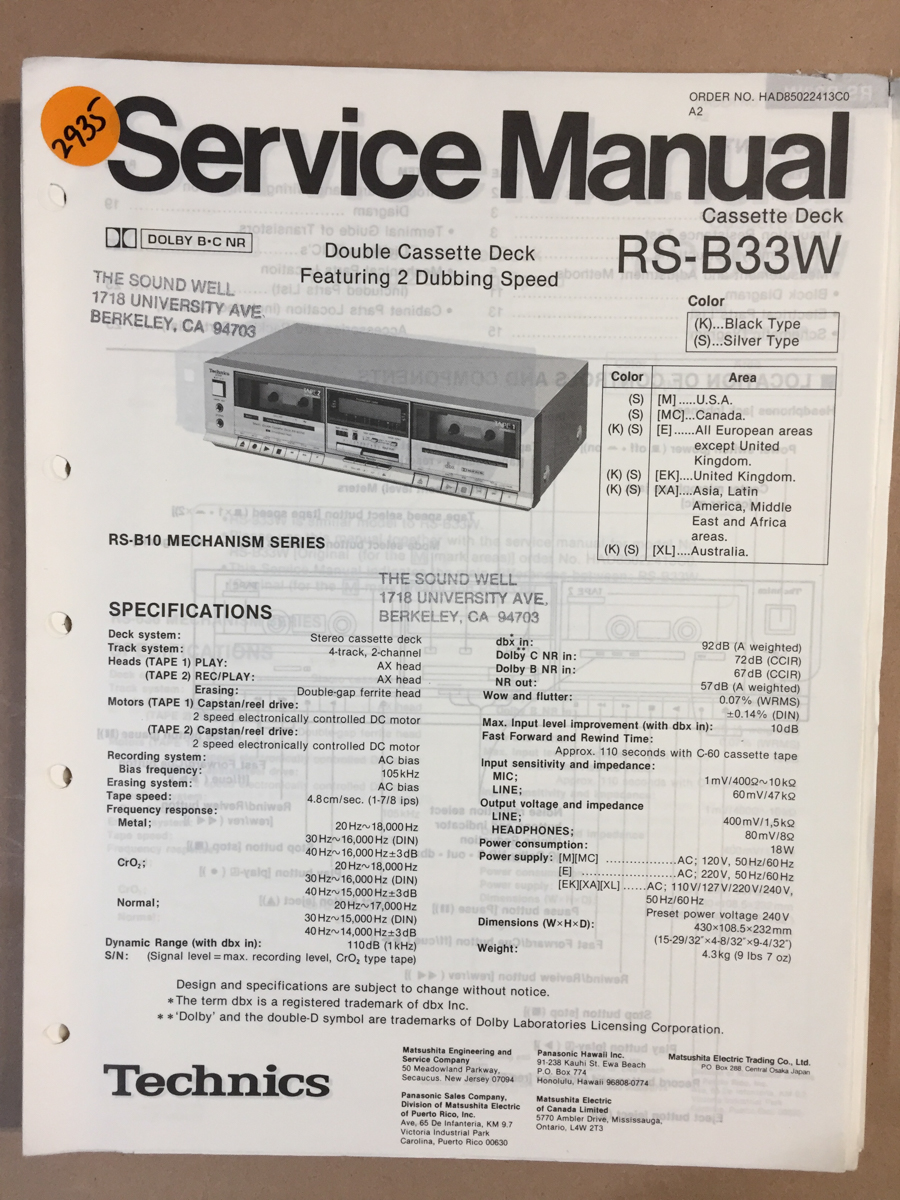 2935
ORDER NO. HAD85022413C0
A2
Service Manual
Cassette Deck
RS-B33W
DOLBY B•C NR
Double Cassette Deck
Featuring 2 Dubbing Speed
THE SOUND WELL
1718 UNIVERSITY AVE.
BERKELEY, CA 94703
Color
(K)...Black Type
(S)...Silver Type
Color Area
(S) [M].....U.S.A.
(S) [MC]...Canada.
(K) (S) [E]......All European areas
except United
Kingdom.
(K) (S) [EK]....United Kingdom.
(K) (S) [XA]....Asia, Latin
America, Middle
East and Africa
areas.
(K) (S) [XL]....Australia.
Technics
TAPE 2
TAPE 1
RS-B10 MECHANISM SERIES
THE SOUND WELL
1718 UNIVERSITY AVE.
BERKELEY, CA 94703
SPECIFICATIONS
Deck system: Stereo cassette deck
Track system: 4-track, 2-channel
Heads (TAPE 1) PLAY: AX head
(TAPE 2) REC/PLAY: AX head
Erasing: Double-gap ferrite head
Motors (TAPE 1) Capstan/reel drive:
2 speed electronically controlled DC motor
(TAPE 2) Capstan/reel drive:
2 speed electronically controlled DC motor
Recording system: AC bias
Bias frequency: 105kHz
Erasing system: AC bias
Tape speed: 4.8cm/sec. (1-7/8 ips)
Frequency response:
Metal; 20Hz~18,000Hz
30Hz~16,000Hz (DIN)
40Hz~16,000Hz±3dB
CrO₂; 20Hz~18,000Hz
30Hz~16,000Hz (DIN)
40Hz~15,000Hz±3dB
Normal; 20Hz~17,000Hz
30Hz~15,000Hz (DIN)
40Hz~14,000Hz±3dB
Dynamic Range (with dbx in): 110dB (1kHz)
S/N: (Signal level=max. recording level, CrO₂ type tape)
dbx* in: 92dB (A weighted)
Dolby** C NR in: 72dB (CCIR)
Dolby B NR in: 67dB (CCIR)
NR out: 57dB (A weighted)
Wow and flutter: 0.07% (WRMS)
±0.14% (DIN)
Max. Input level improvement (with dbx in): 10dB
Fast Forward and Rewind Time:
Approx. 110 seconds with C-60 cassette tape
Input sensitivity and impedance:
MIC; 1mV/400Ω~10kΩ
LINE; 60mV/47kΩ
Output voltage and impedance
LINE; 400mV/1,5kΩ
HEADPHONES; 80mV/8Ω
Power consumption: 18W
Power supply: [M][MC] ..................AC; 120V, 50Hz/60Hz
[E] ........................AC; 220V, 50Hz/60Hz
[EK][XA][XL] ......AC; 110V/127V/220V/240V,
50Hz/60Hz
Preset power voltage 240V
Dimensions (W×H×D): 430×108.5×232mm
(15-29/32"×4-8/32"×9-4/32")
Weight: 4.3kg (9 lbs 7 oz)
Design and specifications are subject to change without notice.
*The term dbx is a registered trademark of dbx Inc.
**'Dolby' and the double-D symbol are trademarks of Dolby Laboratories Licensing Corporation.
Technics
Matsushita Engineering and
Service Company
50 Meadowland Parkway,
Secaucus. New Jersey 07094
Panasonic Sales Company,
Division of Matsushita Electric
of Puerto Rico, Inc.
Ave, 65 De Infanteria, KM 9.7
Victoria Industrial Park
Carolina, Puerto Rico 00630
Panasonic Hawaii Inc.
91-238 Kauhi St. Ewa Beach
P.O. Box 774
Honolulu, Hawaii 96808-0774
Matsushita Electric
of Canada Limited
5770 Ambler Drive, Mississauga,
Ontario, L4W 2T3
Matsushita Electric Trading Co., Ltd.
P.O. Box 288, Central Osaka Japan